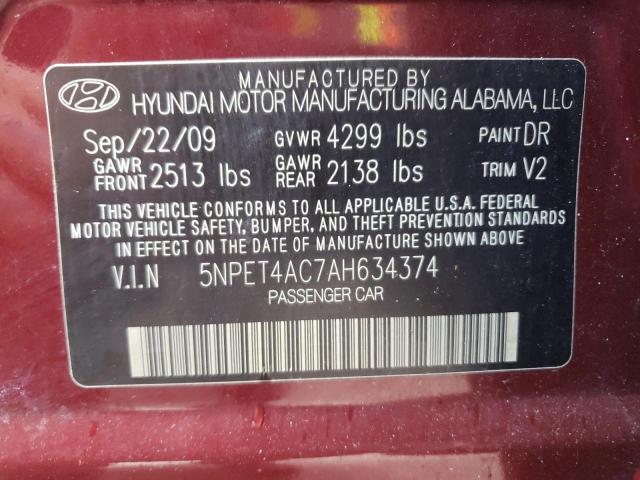 MANUFACTURED BY
HYUNDAI MOTOR MANUFACTURING ALABAMA, LLC
Sep/22/09 GVWR 4299 lbs PAINT DR
GAWR FRONT 2513 lbs GAWR REAR 2138 lbs TRIM V2
THIS VEHICLE CONFORMS TO ALL APPLICABLE U.S.A. FEDERAL
MOTOR VEHICLE SAFETY, BUMPER, AND THEFT PREVENTION STANDARDS
IN EFFECT ON THE DATE OF MANUFACTURE SHOWN ABOVE.
V.I.N 5NPET4AC7AH634374
PASSENGER CAR